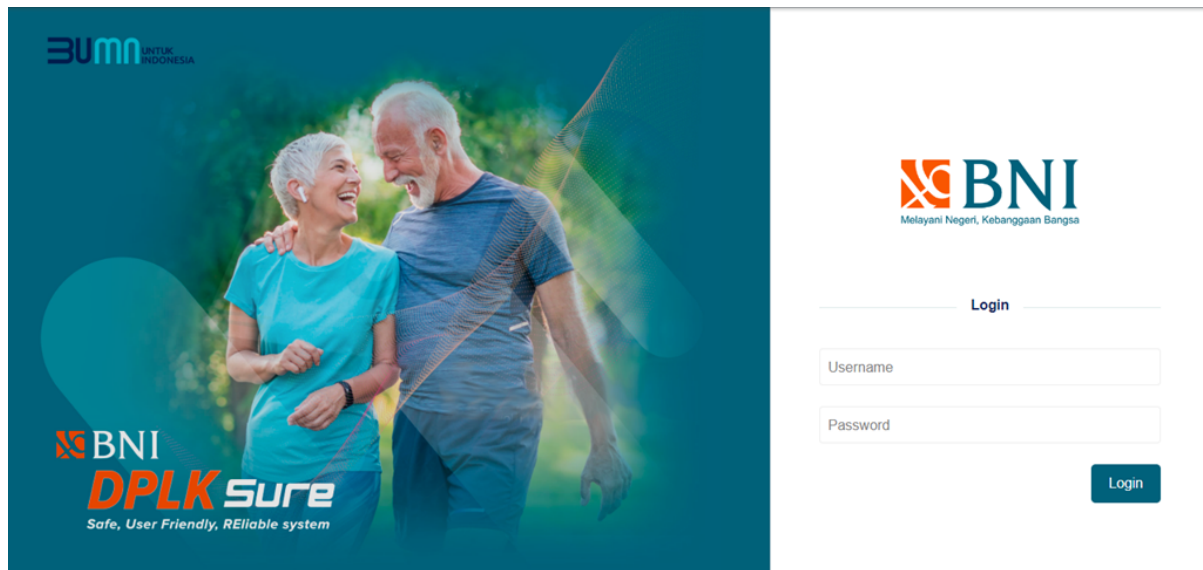 BUMN UNTUK
INDONESIA
BNI
DPLK Sure
Safe, User Friendly, REliable system
BNI
Melayani Negeri, Kebanggaan Bangsa
Login
Username
Password
Login